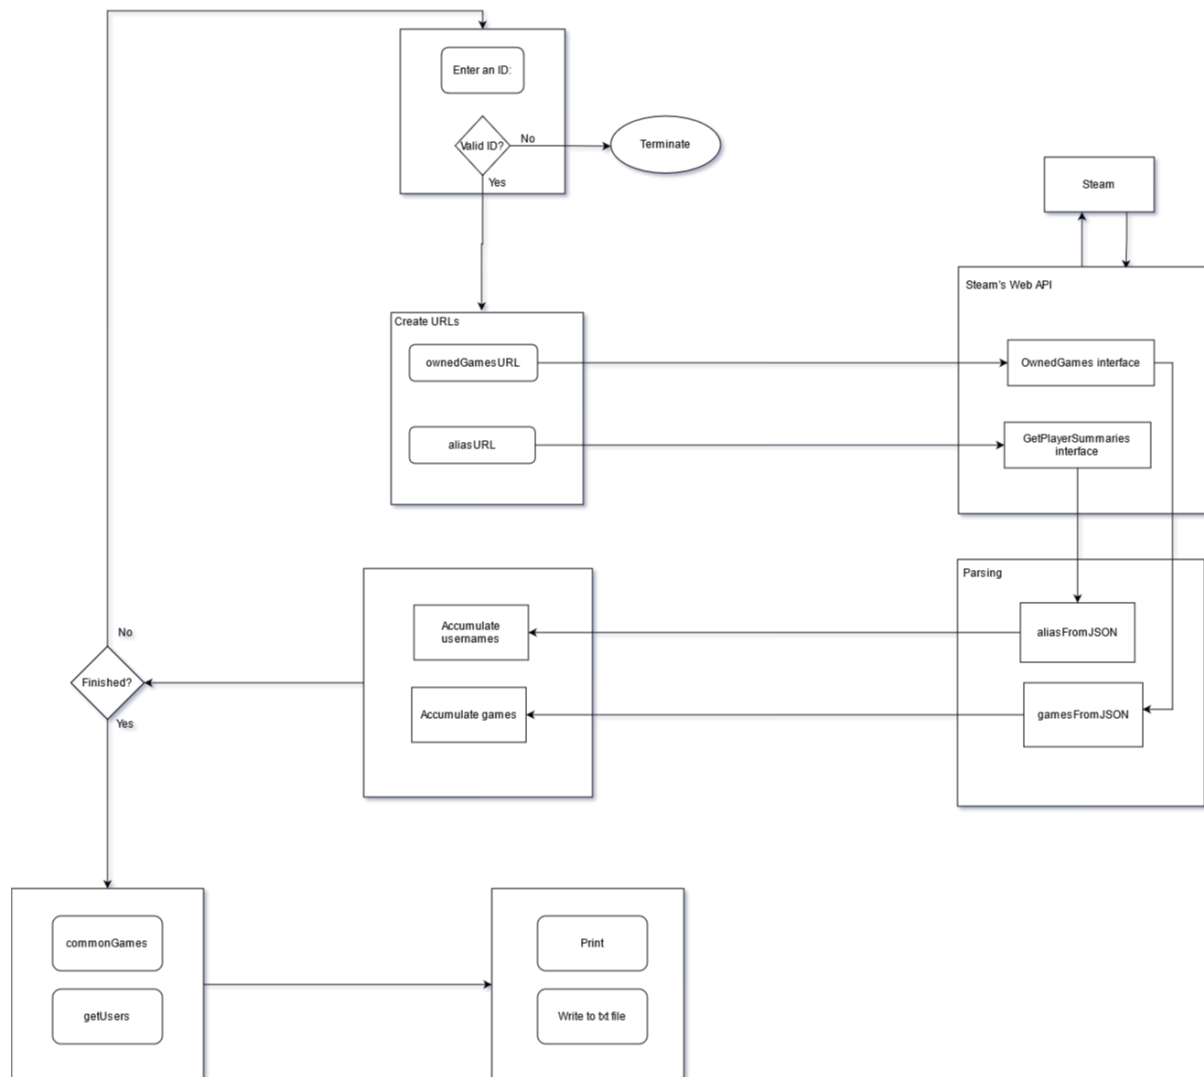 Enter an ID:
Valid ID?
No
Terminate
Yes
Steam
Steam's Web API
Create URLs
ownedGamesURL
OwnedGames interface
aliasURL
GetPlayerSummaries
interface
Parsing
Accumulate
usernames
aliasFromJSON
No
Finished?
Yes
Accumulate games
gamesFromJSON
commonGames
Print
getUsers
Write to txt file